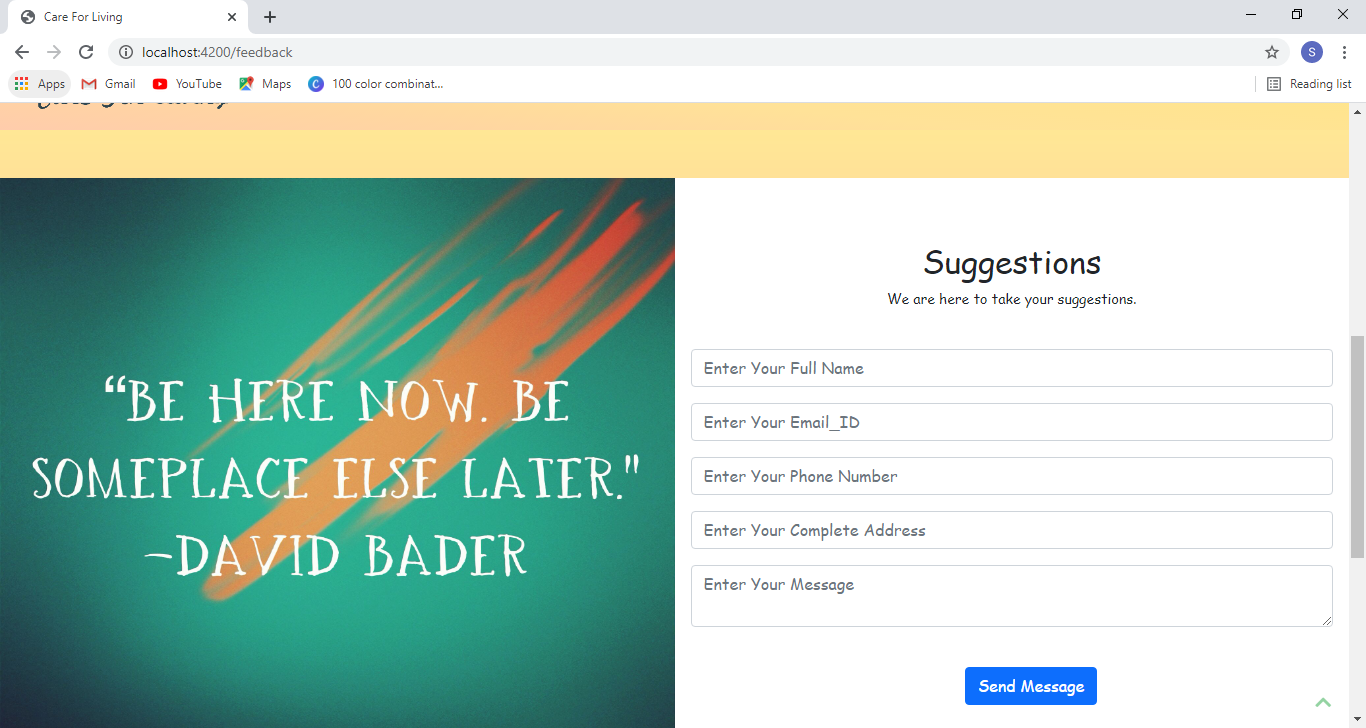 Care For Living
localhost:4200/feedback
S
Apps
Gmail
YouTube
Maps
C
100 color combinat...
Reading list
“BE HERE NOW. BE
SOMEPLACE ELSE LATER."
–DAVID BADER
Suggestions
We are here to take your suggestions.
Enter Your Full Name
Enter Your Email_ID
Enter Your Phone Number
Enter Your Complete Address
Enter Your Message
Send Message